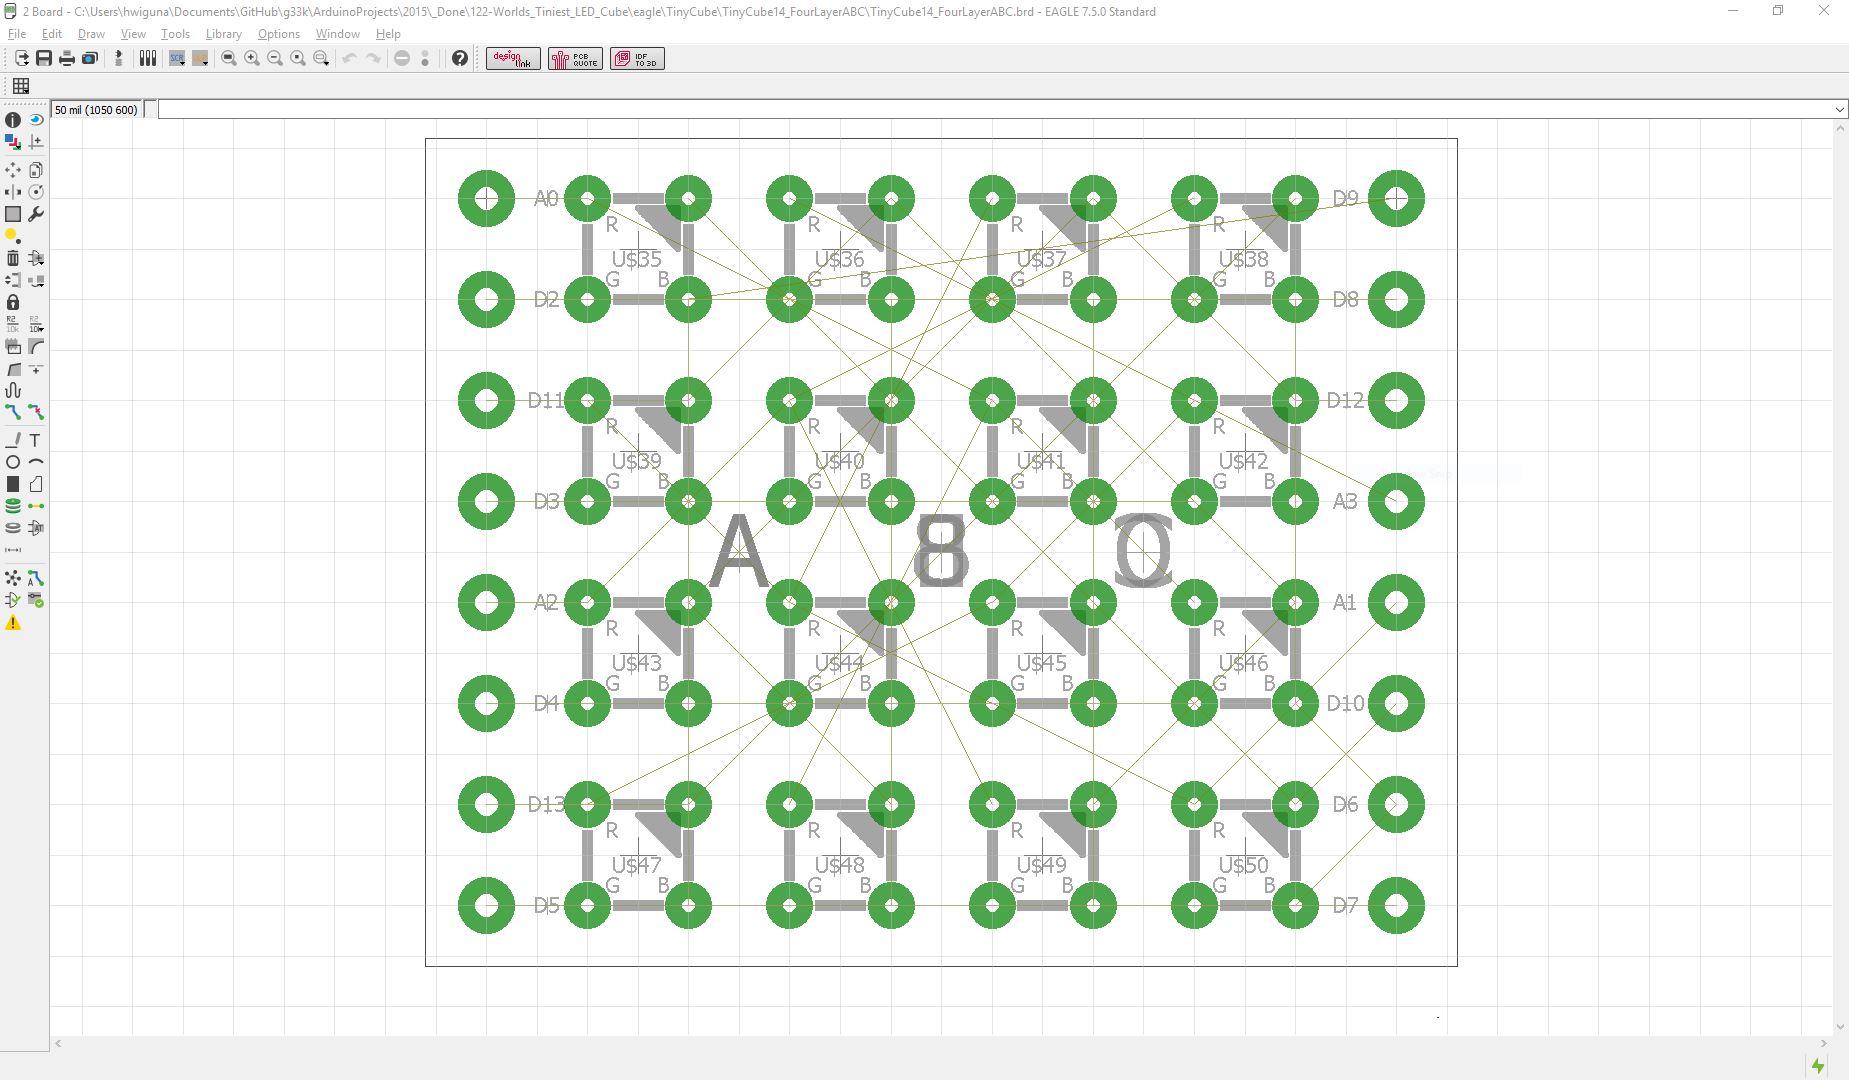 2 Board - C:\Users\hwiguna\Documents\GitHub\g33k\ArduinoProjects\2015\_Done\122-Worlds_Tiniest_LED_Cube\eagle\TinyCube\TinyCube14_FourLayerABC\TinyCube14_FourLayerABC.brd - EAGLE 7.5.0 Standard
File Edit Draw View Tools Library Options Window Help
SCR
design link PCB QUOTE IDF TO 3D
50 mil (1050 600)
A0 D9
R R R R
U$35 U$36 U$37 U$38
G B G B G B G B
D2 D8
D11 D12
R R R R
U$39 U$40 U$41 U$42
G B G B G B G B
D3 A3
A 8
A2 A1
R R R R
U$43 U$44 U$45 U$46
G B G B G B G B
D4 D10
D13 D6
R R R R
U$47 U$48 U$49 U$50
G B G B G B G B
D5 D7